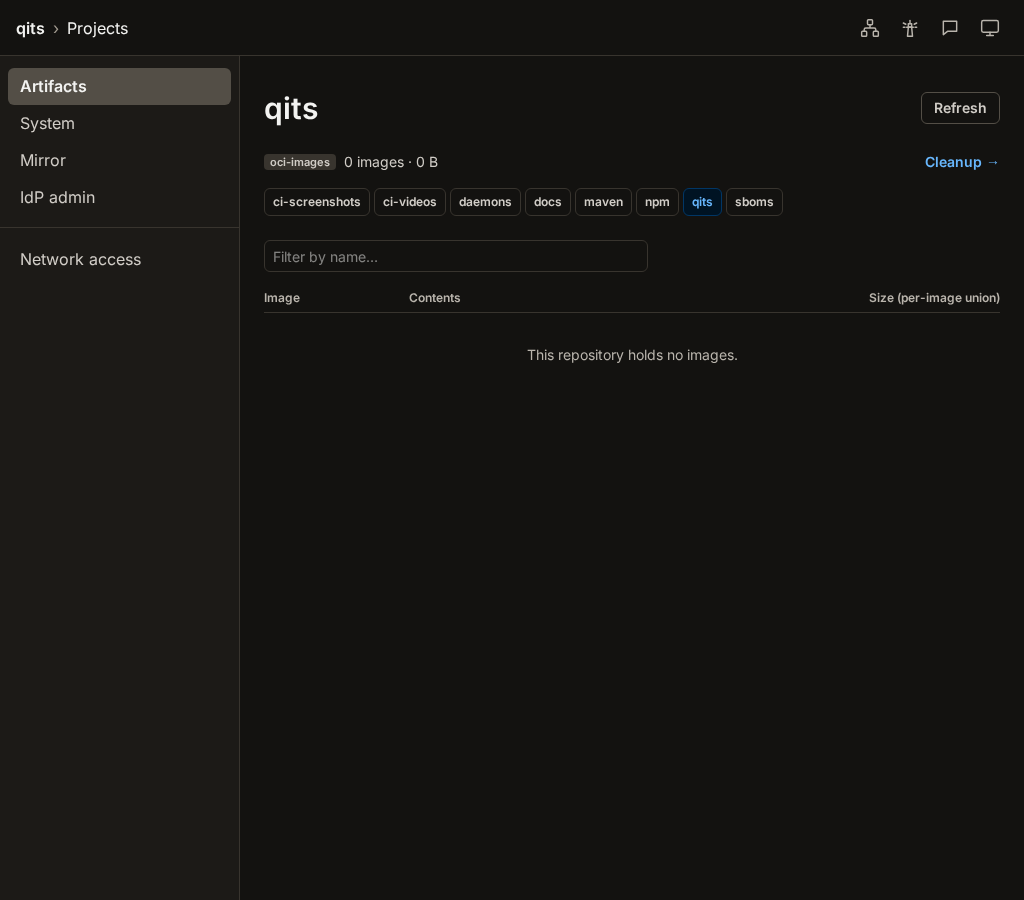 qits › Projects
Artifacts
System
Mirror
IdP admin
Network access
qits
Refresh
oci-images 0 images · 0 B
Cleanup →
ci-screenshots ci-videos daemons docs maven npm qits sboms
Filter by name...
Image Contents Size (per-image union)
This repository holds no images.